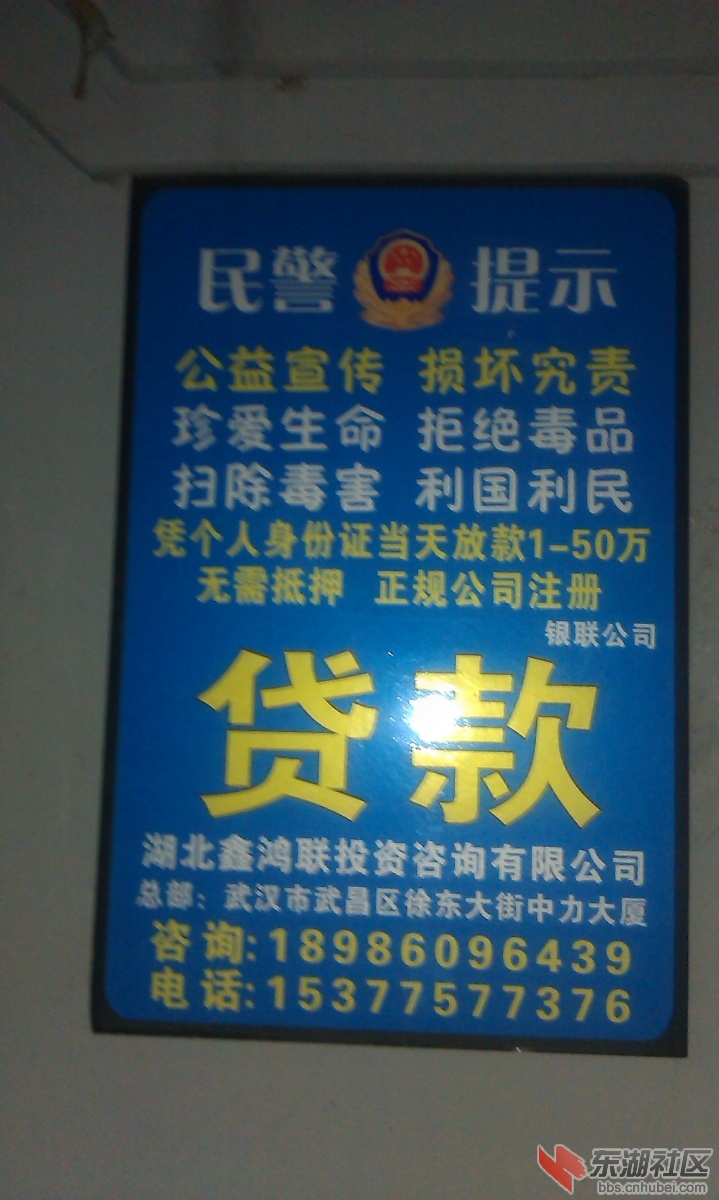 民警 提示
公益宣传 损坏究责
珍爱生命 拒绝毒品
扫除毒害 利国利民
凭个人身份证当天放款1-50万
无需抵押 正规公司注册
银联公司
贷款
湖北鑫鸿联投资咨询有限公司
总部：武汉市武昌区徐东大街中力大厦
咨询:18986096439
电话:15377577376
东湖社区
bbs.cnhubei.com